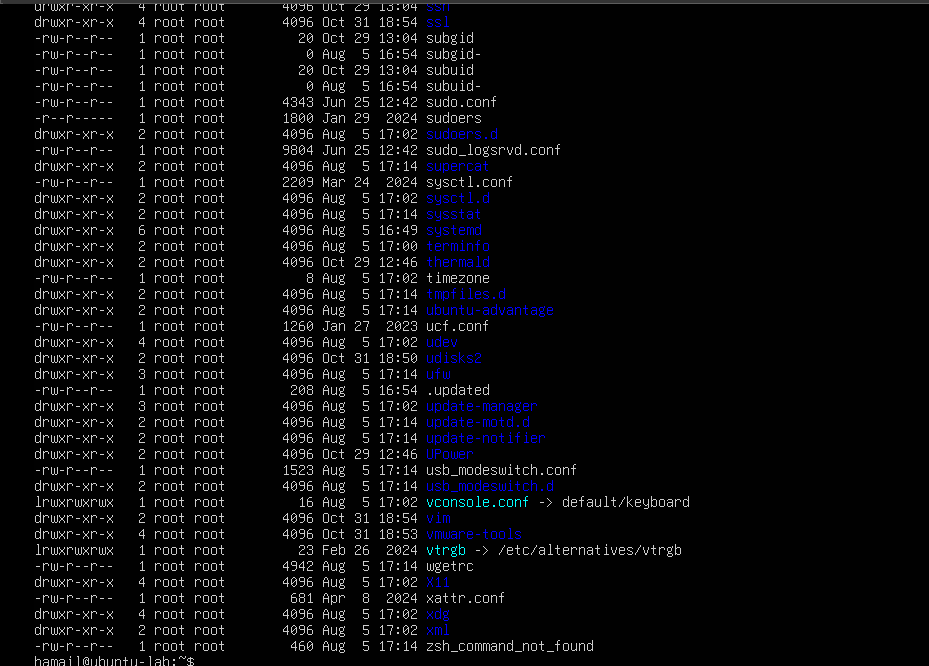 drwxr-xr-x   4 root root       4096 Oct 29 13:04 ssh
drwxr-xr-x   4 root root       4096 Oct 31 18:54 ssl
-rw-r--r--   1 root root         20 Oct 29 13:04 subgid
-rw-r--r--   1 root root          0 Aug  5 16:54 subgid-
-rw-r--r--   1 root root         20 Oct 29 13:04 subuid
-rw-r--r--   1 root root          0 Aug  5 16:54 subuid-
-rw-r--r--   1 root root       4343 Jun 25 12:42 sudo.conf
-r--r-----   1 root root       1800 Jan 29  2024 sudoers
drwxr-xr-x   2 root root       4096 Aug  5 17:02 sudoers.d
-rw-r--r--   1 root root       9804 Jun 25 12:42 sudo_logsrvd.conf
drwxr-xr-x   2 root root       4096 Aug  5 17:14 supercat
-rw-r--r--   1 root root       2209 Mar 24  2024 sysctl.conf
drwxr-xr-x   2 root root       4096 Aug  5 17:02 sysctl.d
drwxr-xr-x   2 root root       4096 Aug  5 17:14 sysstat
drwxr-xr-x   6 root root       4096 Aug  5 16:49 systemd
drwxr-xr-x   2 root root       4096 Aug  5 17:00 terminfo
drwxr-xr-x   2 root root       4096 Oct 29 12:46 thermald
-rw-r--r--   1 root root          8 Aug  5 17:02 timezone
drwxr-xr-x   2 root root       4096 Aug  5 17:14 tmpfiles.d
drwxr-xr-x   2 root root       4096 Aug  5 17:14 ubuntu-advantage
-rw-r--r--   1 root root       1260 Jan 27  2023 ucf.conf
drwxr-xr-x   4 root root       4096 Aug  5 17:02 udev
drwxr-xr-x   2 root root       4096 Oct 31 18:50 udisks2
drwxr-xr-x   3 root root       4096 Aug  5 17:14 ufw
-rw-r--r--   1 root root        208 Aug  5 16:54 .updated
drwxr-xr-x   3 root root       4096 Aug  5 17:02 update-manager
drwxr-xr-x   2 root root       4096 Aug  5 17:14 update-motd.d
drwxr-xr-x   2 root root       4096 Aug  5 17:14 update-notifier
drwxr-xr-x   2 root root       4096 Oct 29 12:46 UPower
-rw-r--r--   1 root root       1523 Aug  5 17:14 usb_modeswitch.conf
drwxr-xr-x   2 root root       4096 Aug  5 17:14 usb_modeswitch.d
lrwxrwxrwx   1 root root         16 Aug  5 17:02 vconsole.conf -> default/keyboard
drwxr-xr-x   2 root root       4096 Oct 31 18:54 vim
drwxr-xr-x   4 root root       4096 Oct 31 18:53 vmware-tools
lrwxrwxrwx   1 root root         23 Feb 26  2024 vtrgb -> /etc/alternatives/vtrgb
-rw-r--r--   1 root root       4942 Aug  5 17:14 wgetrc
drwxr-xr-x   4 root root       4096 Aug  5 17:02 X11
-rw-r--r--   1 root root        681 Apr  8  2024 xattr.conf
drwxr-xr-x   4 root root       4096 Aug  5 17:02 xdg
drwxr-xr-x   2 root root       4096 Aug  5 17:02 xml
-rw-r--r--   1 root root        460 Aug  5 17:14 zsh_command_not_found
hamail@ubuntu-lab:~$